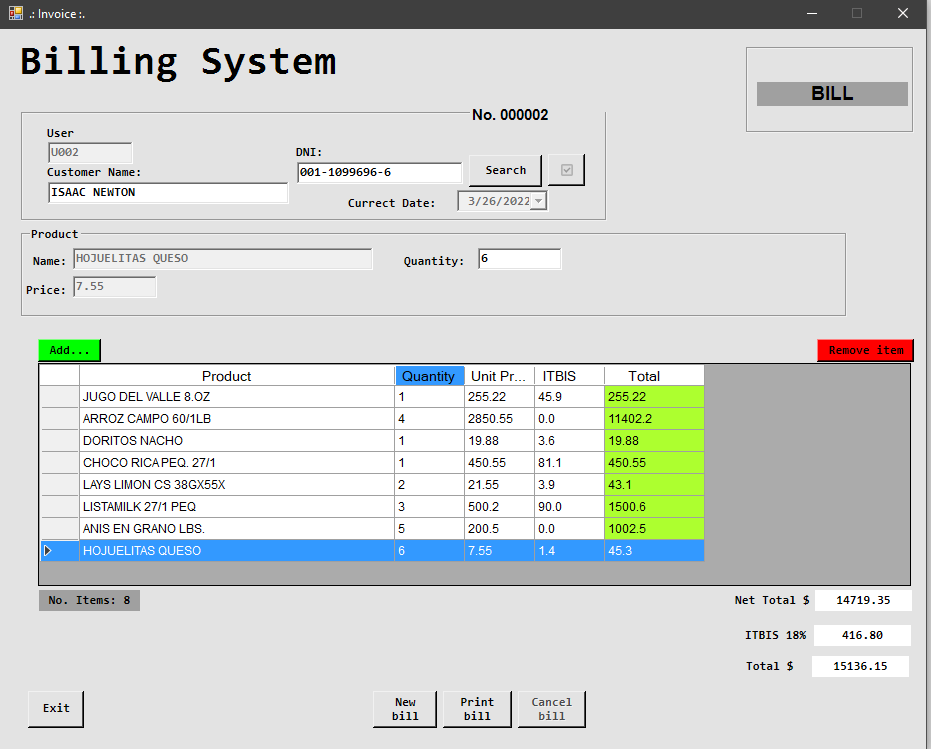 .: Invoice :.
Billing System
BILL
No. 000002
User
U002
DNI:
Customer Name:
001-1099696-6
Search
ISAAC NEWTON
Currect Date:
3/26/2022
Product
Name:
HOJUELITAS QUESO
Quantity:
6
Price:
7.55
Add...
Remove item
Product Quantity Unit Pr... ITBIS Total
JUGO DEL VALLE 8.OZ 1 255.22 45.9 255.22
ARROZ CAMPO 60/1LB 4 2850.55 0.0 11402.2
DORITOS NACHO 1 19.88 3.6 19.88
CHOCO RICA PEQ. 27/1 1 450.55 81.1 450.55
LAYS LIMON CS 38GX55X 2 21.55 3.9 43.1
LISTAMILK 27/1 PEQ 3 500.2 90.0 1500.6
ANIS EN GRANO LBS. 5 200.5 0.0 1002.5
HOJUELITAS QUESO 6 7.55 1.4 45.3
No. Items: 8
Net Total $ 14719.35
ITBIS 18% 416.80
Total $ 15136.15
Exit
New
bill
Print
bill
Cancel
bill